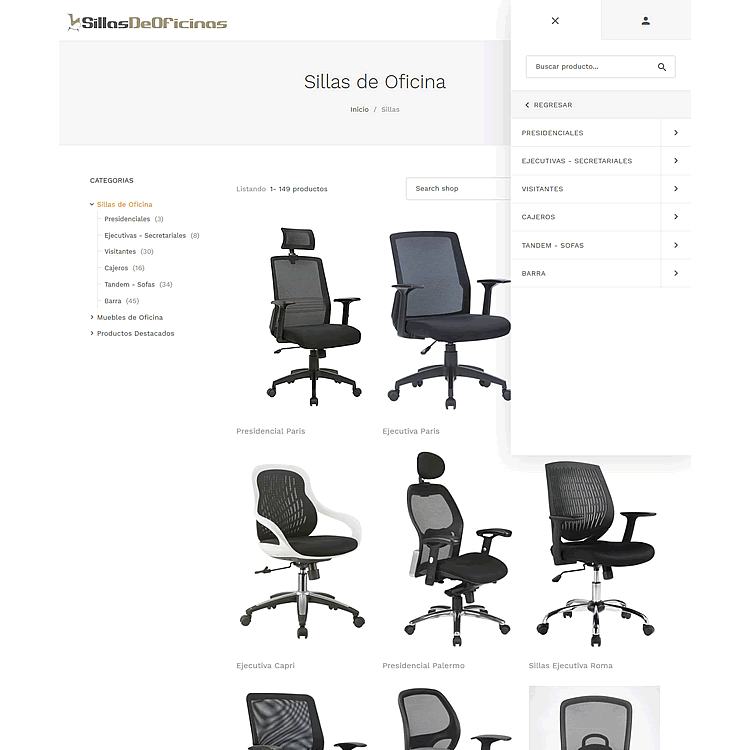 SillasDeOficinas
Sillas de Oficina
Inicio / Sillas
Buscar producto...
REGRESAR
PRESIDENCIALES
EJECUTIVAS - SECRETARIALES
VISITANTES
CAJEROS
TANDEM - SOFAS
BARRA
CATEGORIAS
Sillas de Oficina
Presidenciales (3)
Ejecutivas - Secretariales (8)
Visitantes (30)
Cajeros (16)
Tandem - Sofas (34)
Barra (45)
Muebles de Oficina
Productos Destacados
Listando 1- 149 productos
Search shop
Presidencial Paris
Ejecutiva Paris
Ejecutiva Capri
Presidencial Palermo
Sillas Ejecutiva Roma